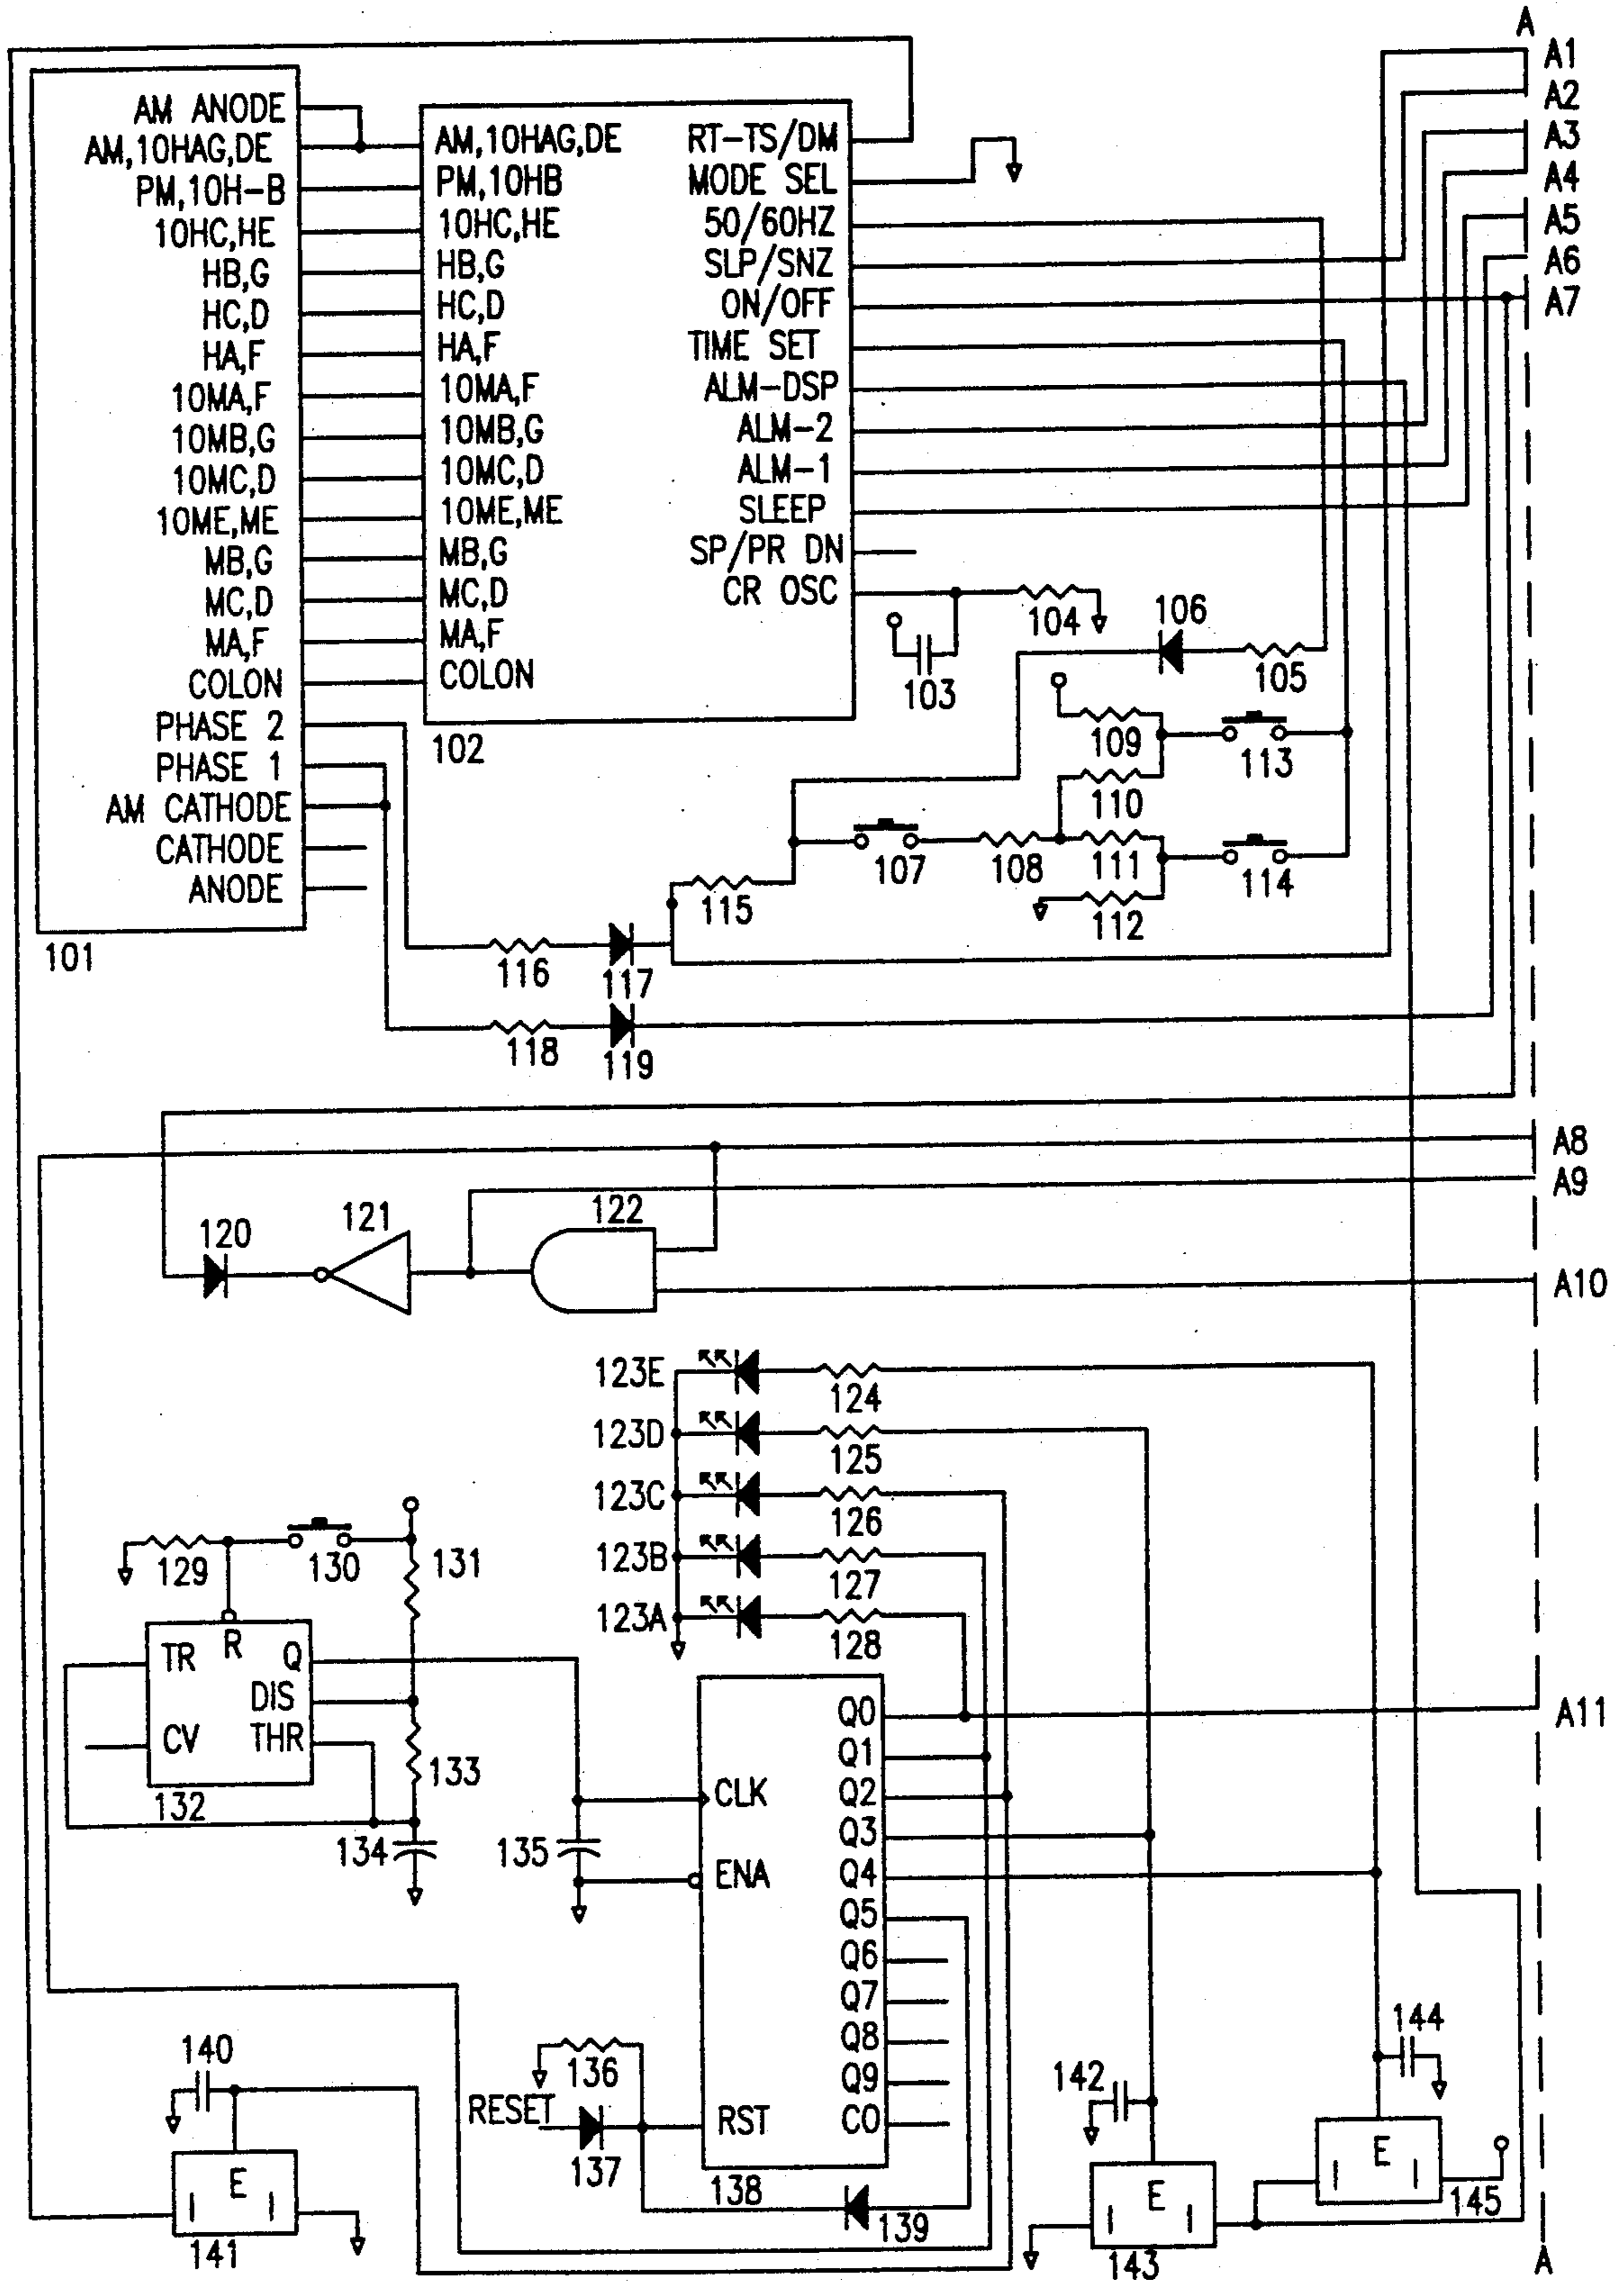 A
A1
A2
A3
A4
A5
A6
A7
AM ANODE
AM,10HAG,DE
PM,10H-B
10HC,HE
HB,G
HC,D
HA,F
10MA,F
10MB,G
10MC,D
10ME,ME
MB,G
MC,D
MA,F
COLON
PHASE 2
PHASE 1
AM CATHODE
CATHODE
ANODE
101
AM,10HAG,DE
PM,10HB
10HC,HE
HB,G
HC,D
HA,F
10MA,F
10MB,G
10MC,D
10ME,ME
MB,G
MC,D
MA,F
COLON
102
RT-TS/DM
MODE SEL
50/60HZ
SLP/SNZ
ON/OFF
TIME SET
ALM-DSP
ALM-2
ALM-1
SLEEP
SP/PR DN
CR OSC
103
104
106
105
109
113
110
107
108
111
114
112
115
116
117
118
119
A8
A9
120
121
122
A10
123E
124
123D
125
123C
126
123B
127
123A
128
129
130
131
TR
R
Q
DIS
CV
THR
132
133
134
135
CLK
ENA
RST
Q0
Q1
Q2
Q3
Q4
Q5
Q6
Q7
Q8
Q9
CO
138
A11
136
RESET
137
139
140
E
141
142
E
143
144
E
145
A